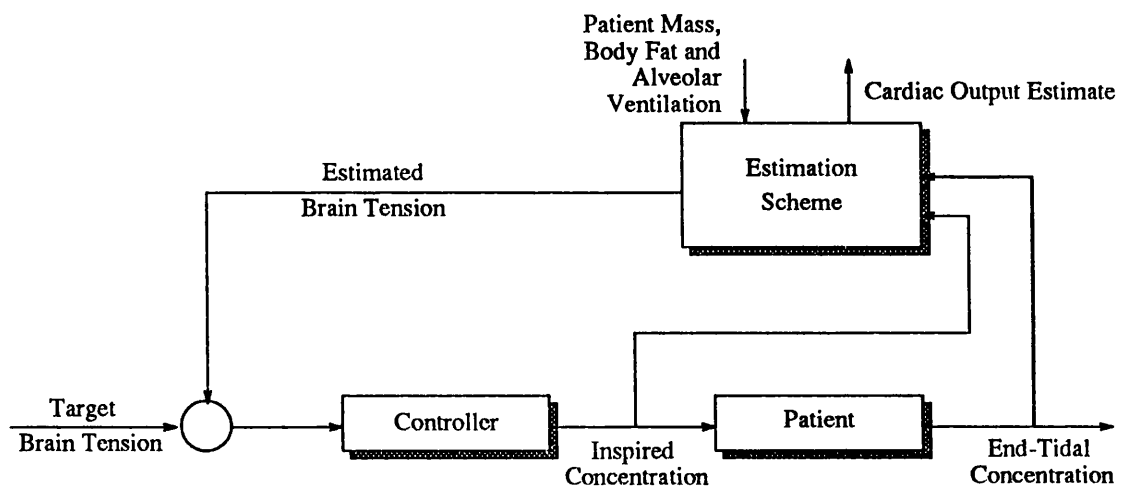 Patient Mass,
Body Fat and
Alveolar
Ventilation
Cardiac Output Estimate
Estimation
Scheme
Estimated
Brain Tension
Target
Brain Tension
Controller
Inspired
Concentration
Patient
End-Tidal
Concentration